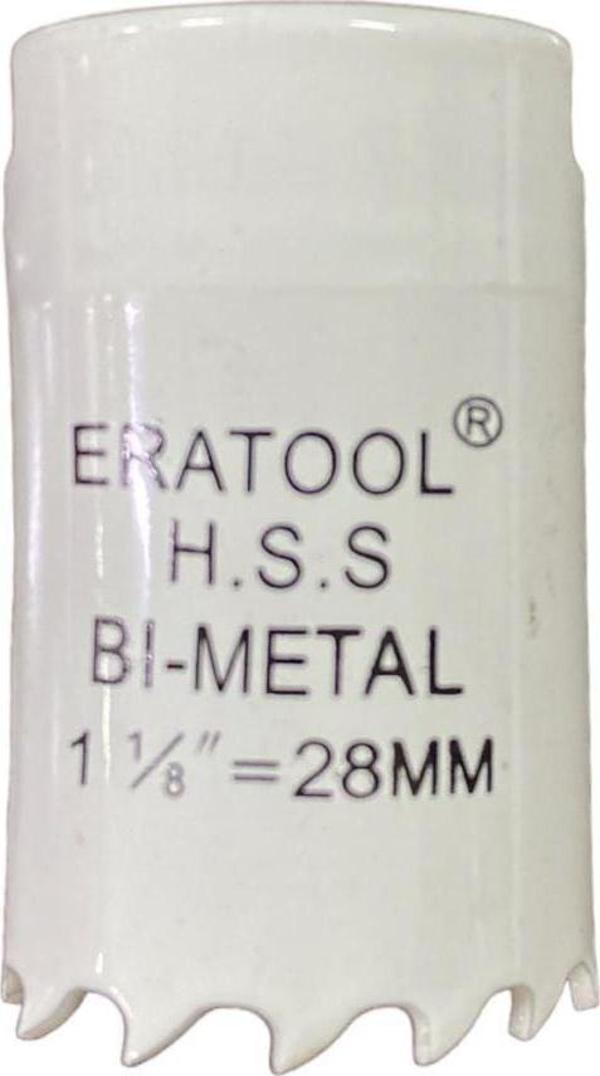 ERATOOL®
H.S.S
BI-METAL
1 1/8"=28MM